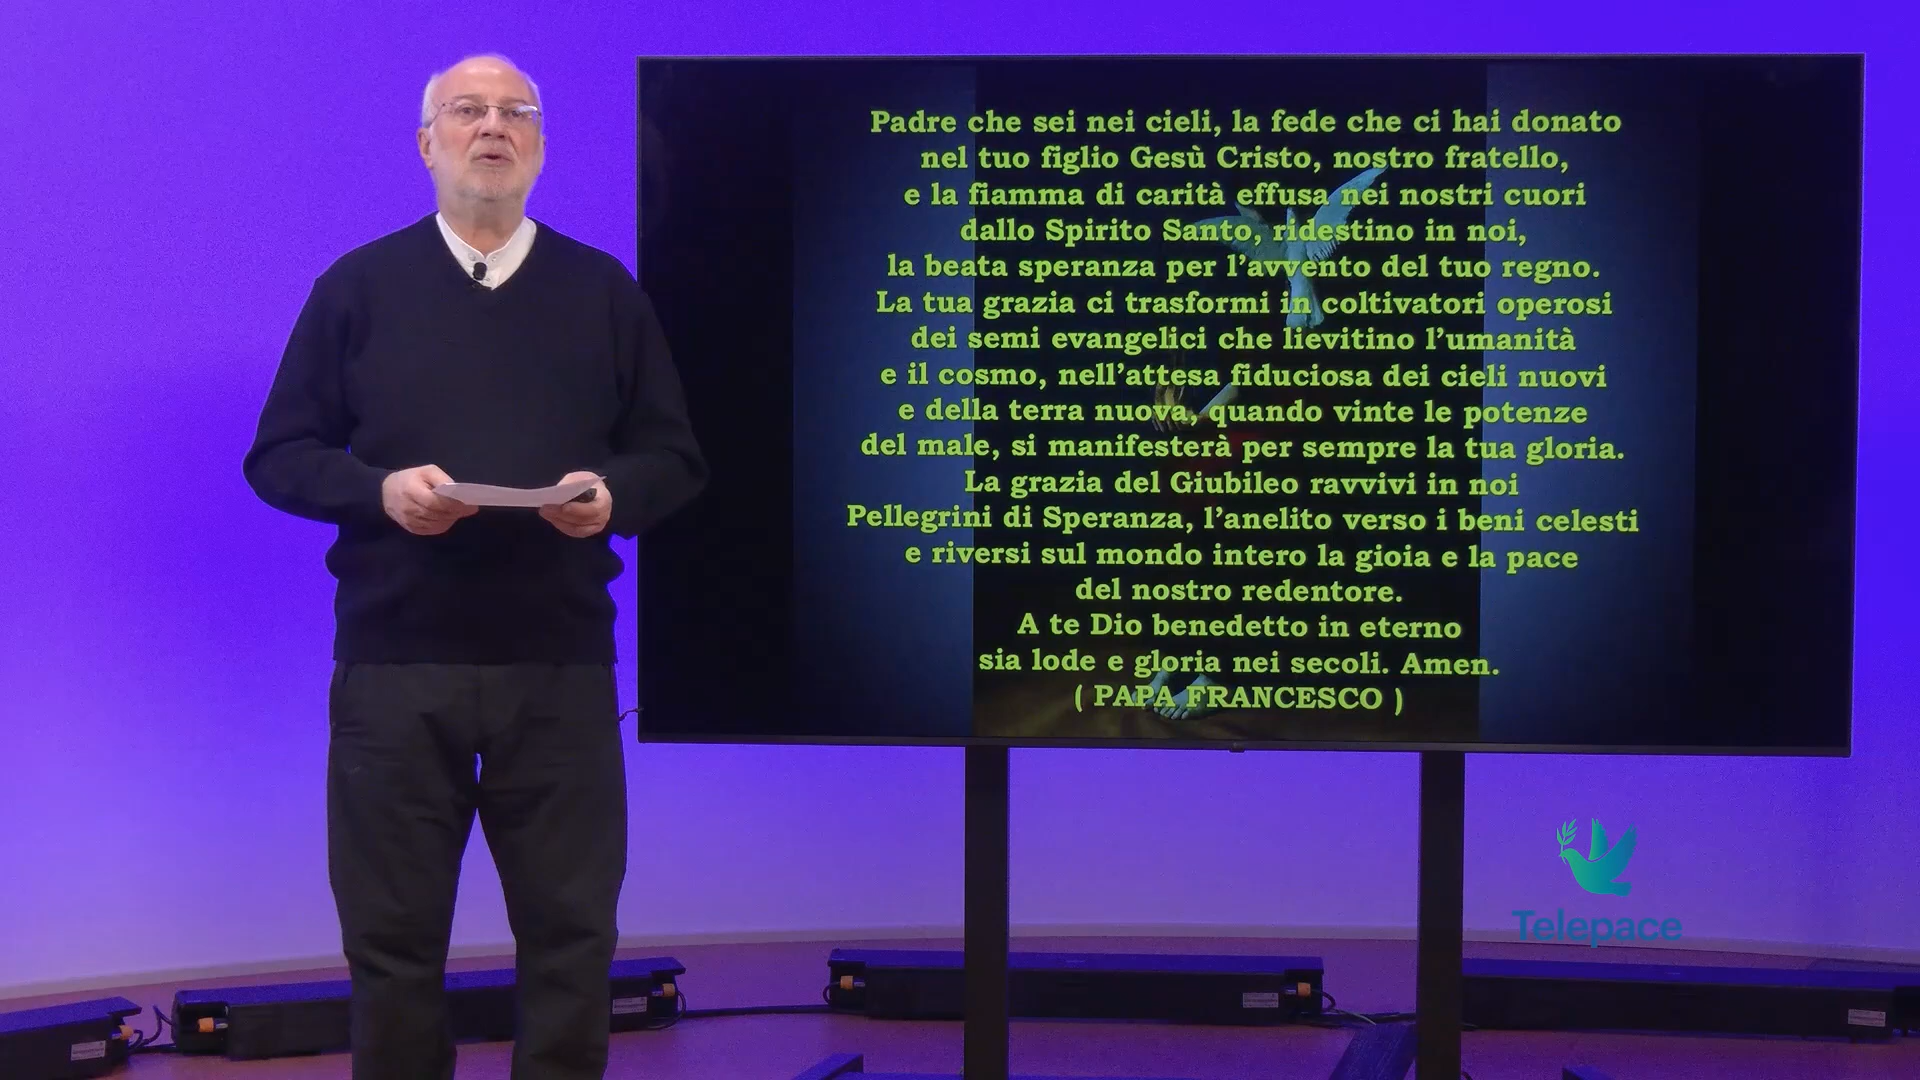 Padre che sei nei cieli, la fede che ci hai donato
nel tuo figlio Gesù Cristo, nostro fratello,
e la fiamma di carità effusa nei nostri cuori
dallo Spirito Santo, ridestino in noi,
la beata speranza per l'avvento del tuo regno.
La tua grazia ci trasformi in coltivatori operosi
dei semi evangelici che lievitino l'umanità
e il cosmo, nell'attesa fiduciosa dei cieli nuovi
e della terra nuova, quando vinte le potenze
del male, si manifesterà per sempre la tua gloria.
La grazia del Giubileo ravvivi in noi
Pellegrini di Speranza, l'anelito verso i beni celesti
e riversi sul mondo intero la gioia e la pace
del nostro redentore.
A te Dio benedetto in eterno
sia lode e gloria nei secoli. Amen.
( PAPA FRANCESCO )
Telepace